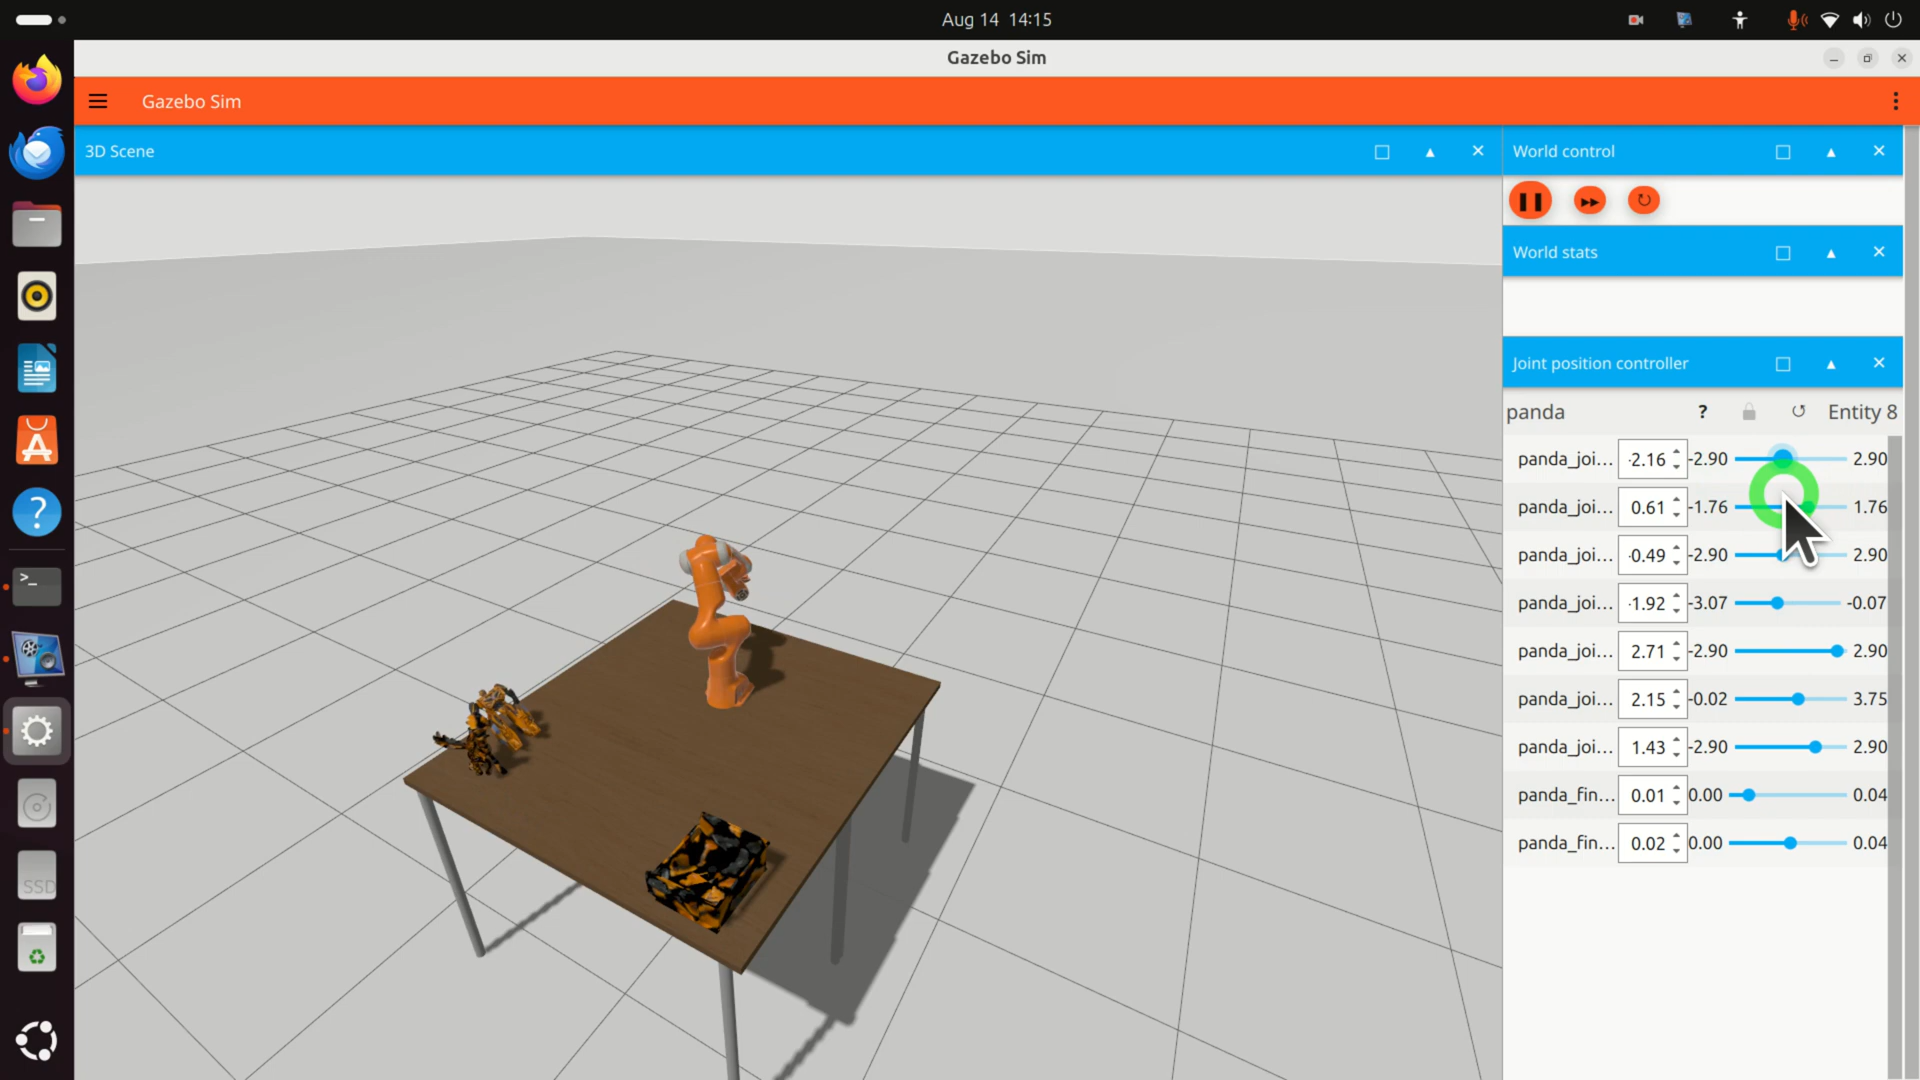 Aug 14 14:15
Gazebo Sim
Gazebo Sim
3D Scene
World control
World stats
Joint position controller
panda ? Entity 8
panda_joi... -2.16 -2.90 2.90
panda_joi... 0.61 -1.76 1.76
panda_joi... -0.49 -2.90 2.90
panda_joi... -1.92 -3.07 -0.07
panda_joi... 2.71 -2.90 2.90
panda_joi... 2.15 -0.02 3.75
panda_joi... 1.43 -2.90 2.90
panda_fin... 0.01 0.00 0.04
panda_fin... 0.02 0.00 0.04
SSD